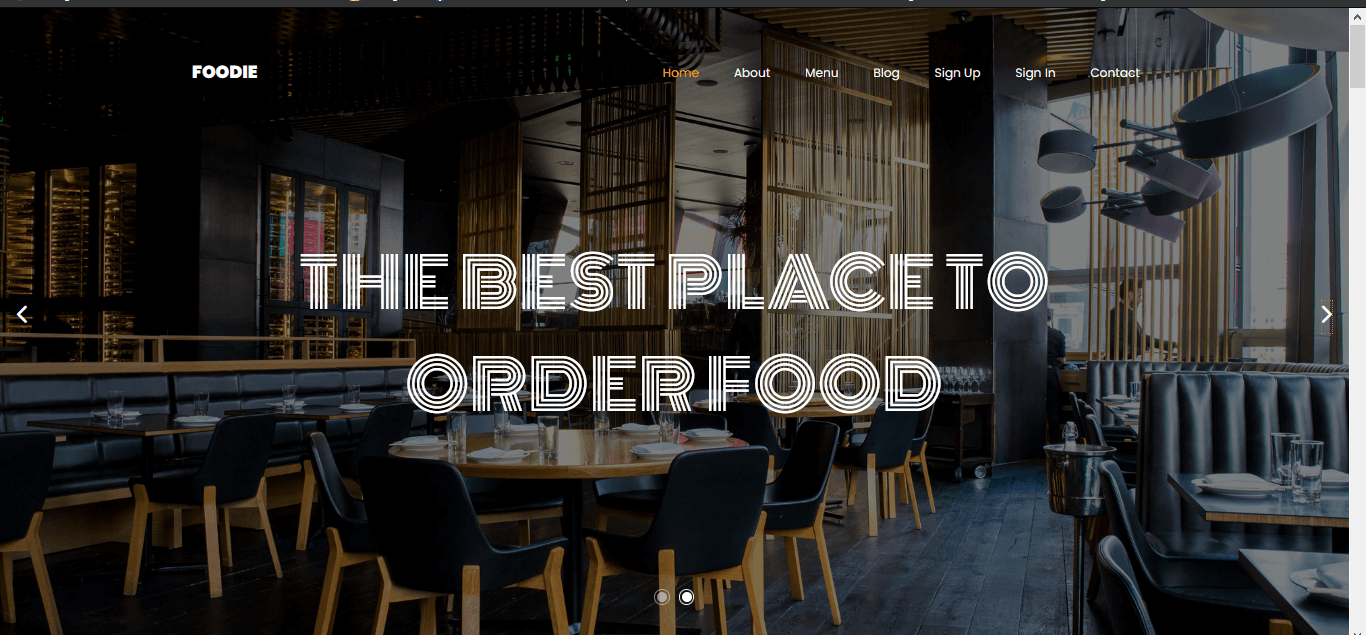 FOODIE
Home About Menu Blog Sign Up Sign In Contact
THE BEST PLACE TO
ORDER FOOD